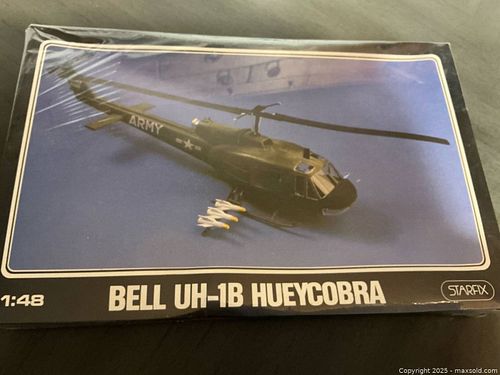 ARMY
1:48
BELL UH-1B HUEYCOBRA
STARFIX
Copyright © 2025 - maxsold.com